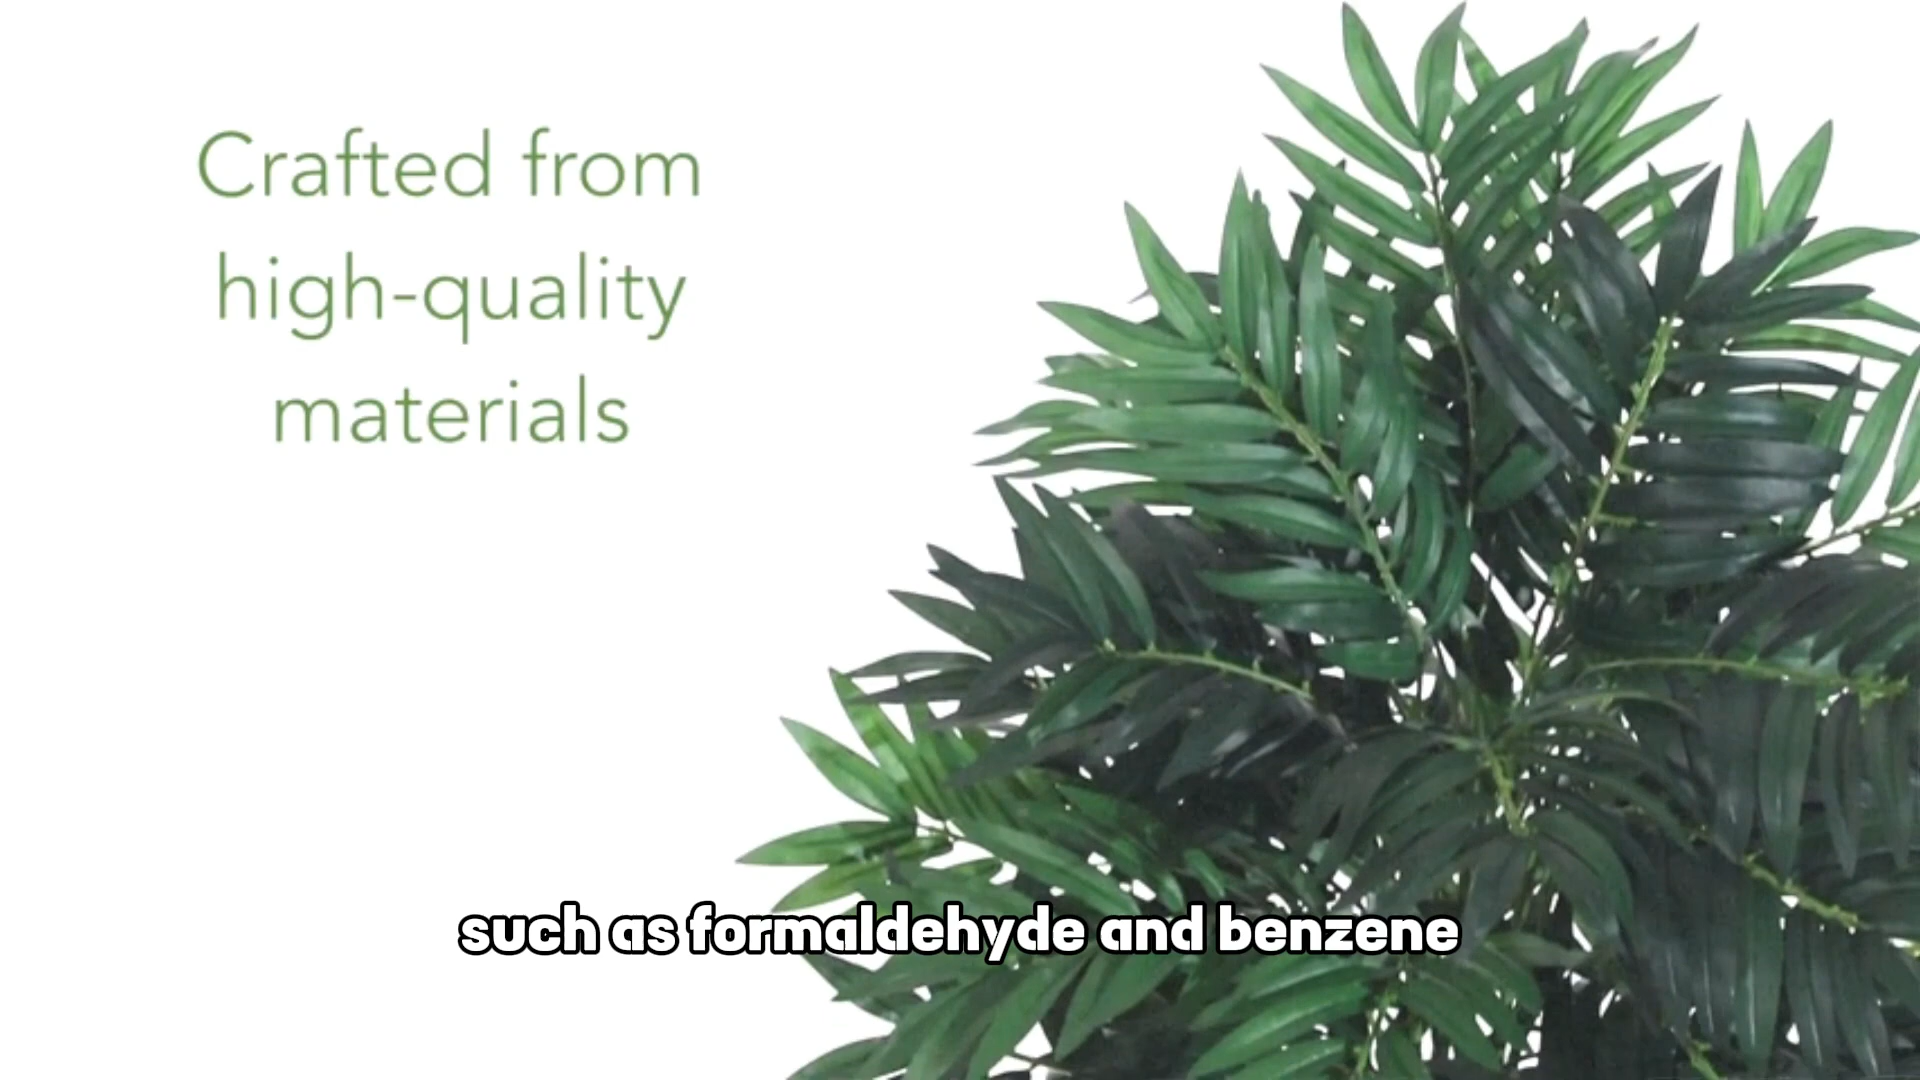 Crafted from
high-quality
materials
such as formaldehyde and benzene